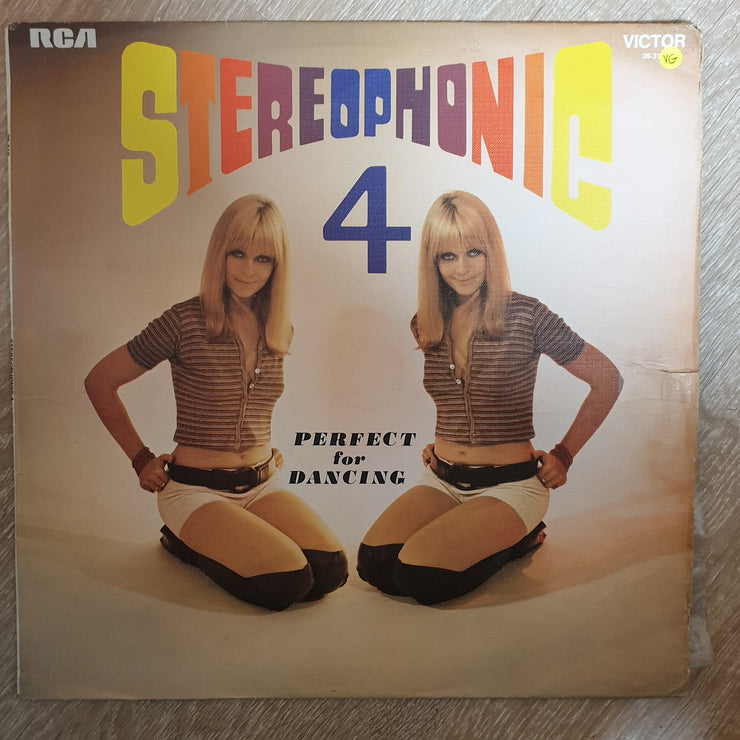 RCA
VICTOR
VG
STEREOPHONIC
4
PERFECT
for
DANCING